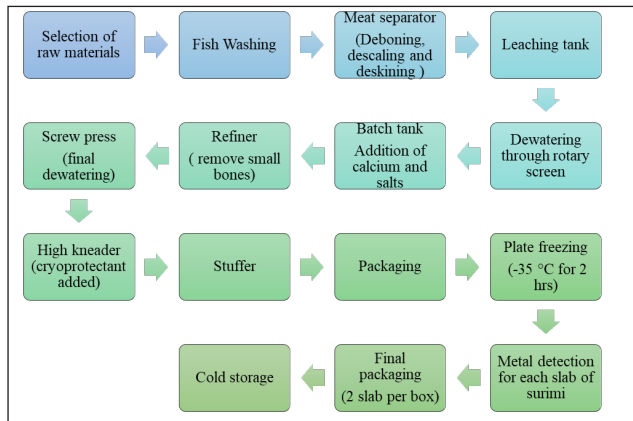 Selection of
raw materials
Fish Washing
Meat separator
(Deboning,
descaling and
deskining )
Leaching tank
Dewatering
through rotary
screen
Batch tank
Addition of
calcium and
salts
Refiner
( remove small
bones)
Screw press
(final
dewatering)
High kneader
(cryoprotectant
added)
Stuffer
Packaging
Plate freezing
(-35 °C for 2
hrs)
Metal detection
for each slab of
surimi
Final
packaging
(2 slab per box)
Cold storage